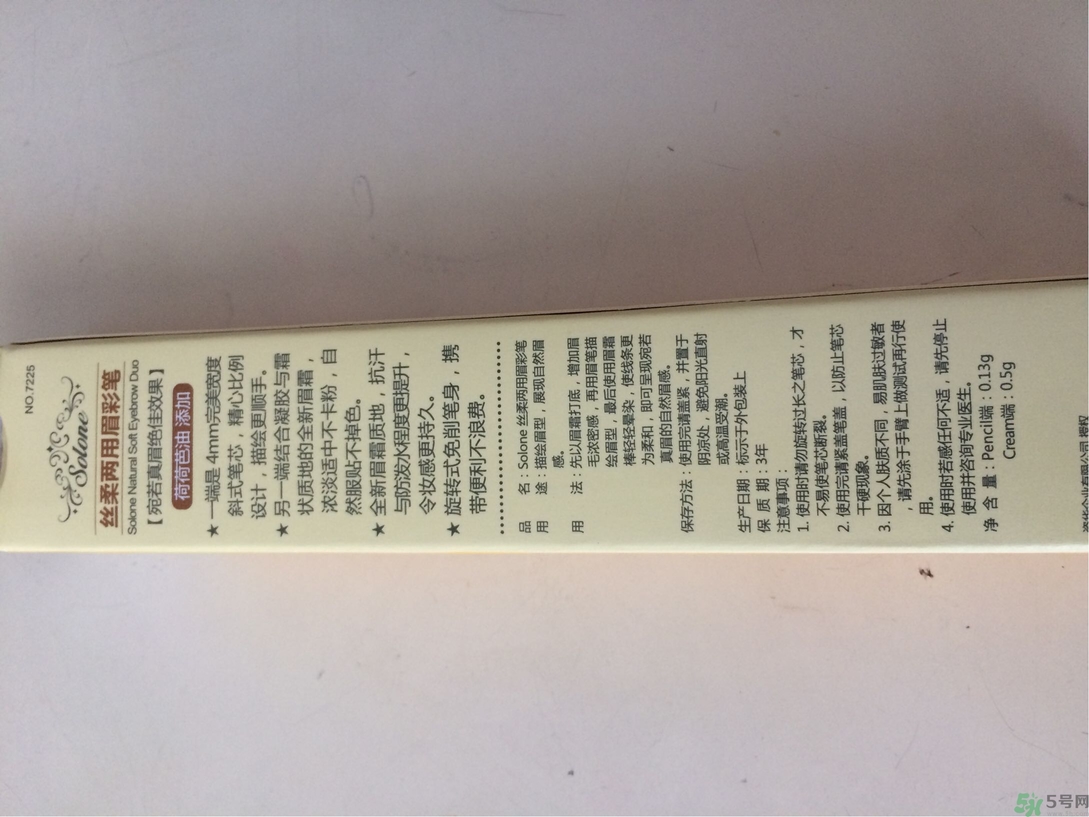 NO.7225
Solone
丝柔两用眉彩笔
Solone Natural Soft Eyebrow Duo
【宛若真眉绝佳效果】
荷荷芭油 添加
★一端是4mm完美宽度
斜式笔芯，精心比例
设计，描绘更顺手。
★另一端结合凝胶与霜
状质地的全新眉霜，
浓淡适中不卡粉，自
然服贴不掉色。
★全新眉霜质地，抗汗
与防泼水程度更提升，
令妆感更持久。
★旋转式免削笔身，携
带便利不浪费。
品名：Solone 丝柔两用眉彩笔
用途：描绘眉型，展现自然眉
感。
用法：先以眉霜打底，增加眉
毛浓密感，再用眉笔描
绘眉型，最后使用眉霜
棒轻轻晕染，使线条更
为柔和，即可呈现宛若
真眉的自然眉感。
保存方法：使用完请盖紧，并置于
阴凉处，避免阳光直射
或高温受潮。
生产日期：标示于外包装上
保质期：3年
注意事项：
1. 使用时请勿旋转过长之笔芯，才
不易使笔芯断裂。
2. 使用完请紧盖笔盖，以防止笔芯
干硬现象。
3. 因个人肤质不同，易肌肤过敏者
，请先涂于手臂上做测试再行使
用。
4. 使用时若感任何不适，请先停止
使用并咨询专业医生。
净含量：Pencil端：0.13g
Cream端：0.5g
5号网